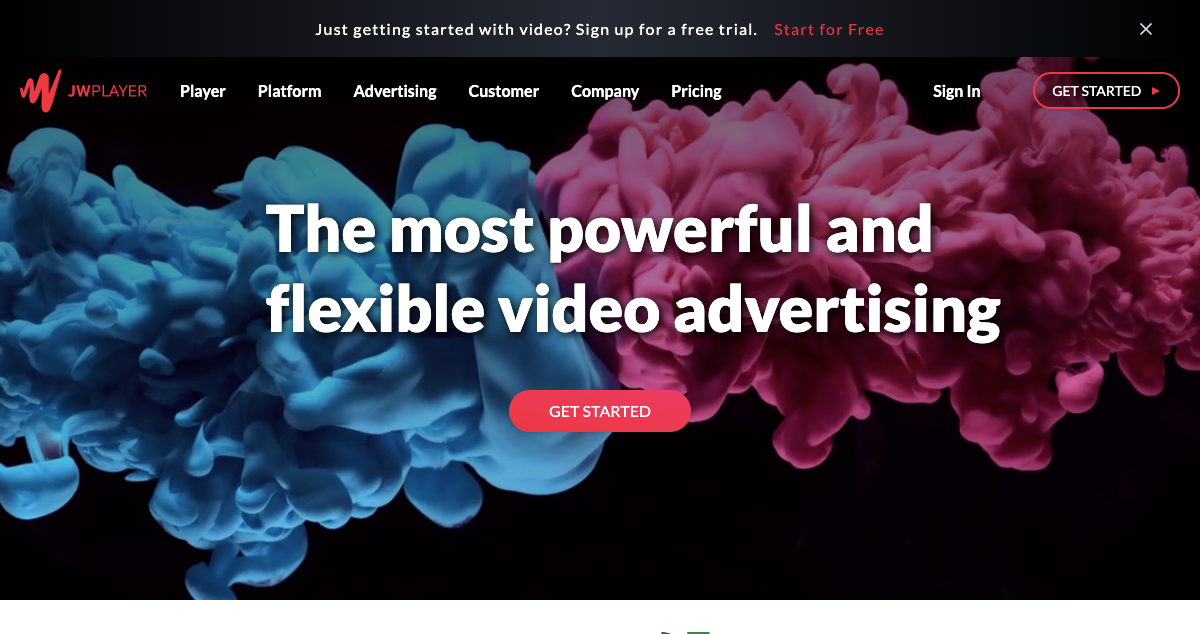 Just getting started with video? Sign up for a free trial. Start for Free
JWPLAYER Player Platform Advertising Customer Company Pricing Sign In GET STARTED
The most powerful and
flexible video advertising
GET STARTED